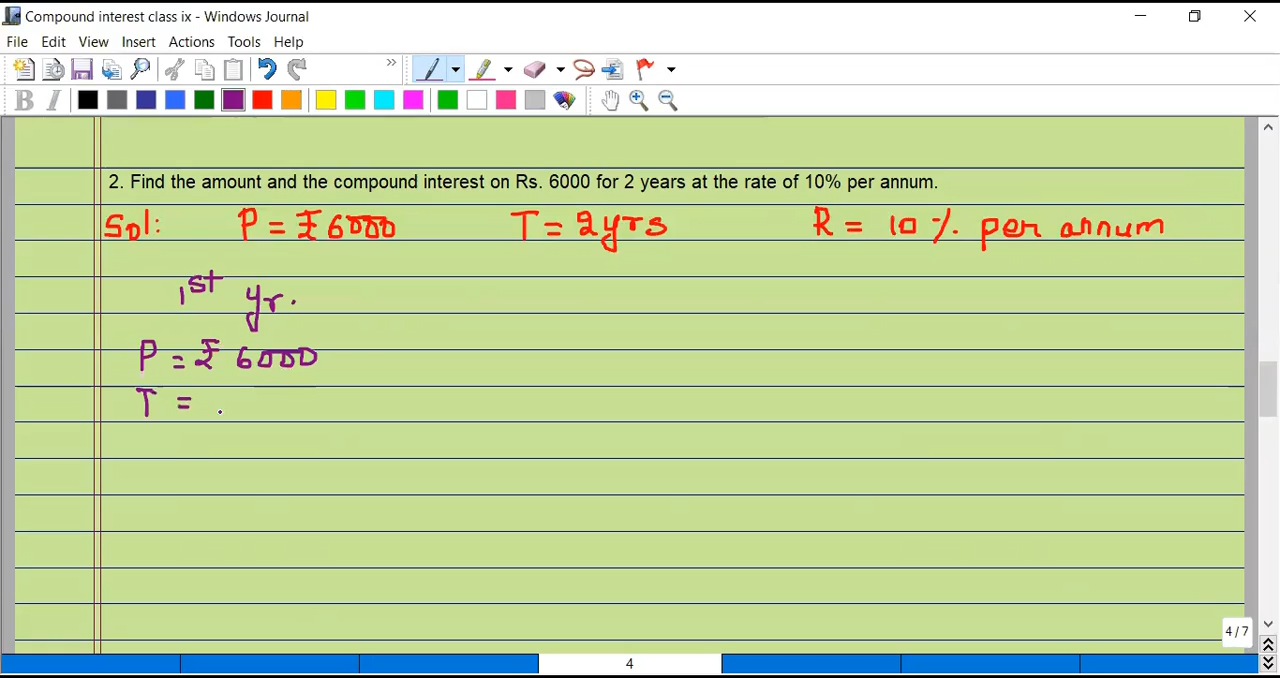 Compound interest class ix - Windows Journal
File Edit View Insert Actions Tools Help
B I
2. Find the amount and the compound interest on Rs. 6000 for 2 years at the rate of 10% per annum.
Sol: P = ₹ 6000 T = 2 yrs R = 10 % per annum
1st yr.
P = ₹ 6000
T =
4/7
4